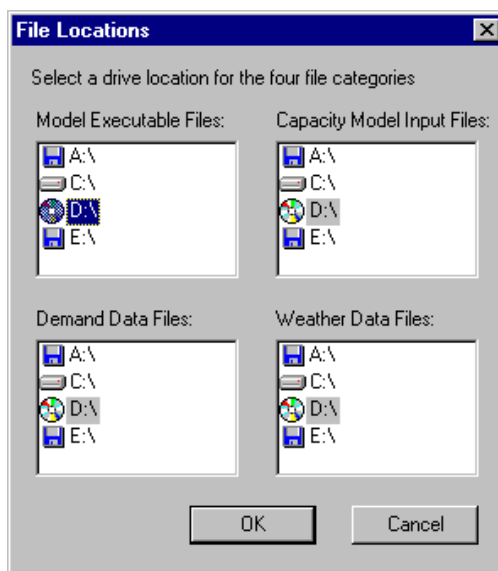 File Locations
Select a drive location for the four file categories
Model Executable Files:
A:\
C:\
D:\
E:\
Capacity Model Input Files:
A:\
C:\
D:\
E:\
Demand Data Files:
A:\
C:\
D:\
E:\
Weather Data Files:
A:\
C:\
D:\
E:\
OK
Cancel